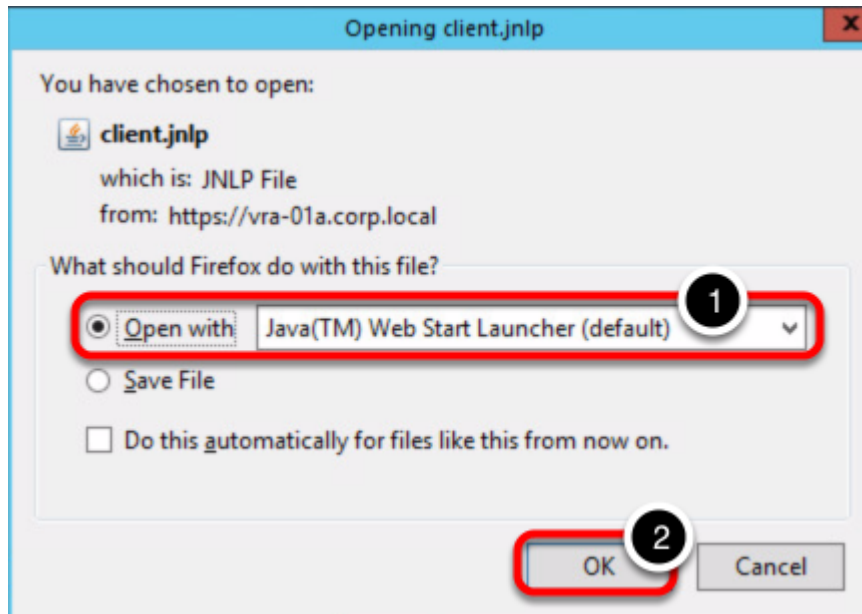 Opening client.jnlp
x
You have chosen to open:
client.jnlp
which is: JNLP File
from: https://vra-01a.corp.local
What should Firefox do with this file?
1
Open with Java(TM) Web Start Launcher (default)
Save File
Do this automatically for files like this from now on.
2
OK Cancel